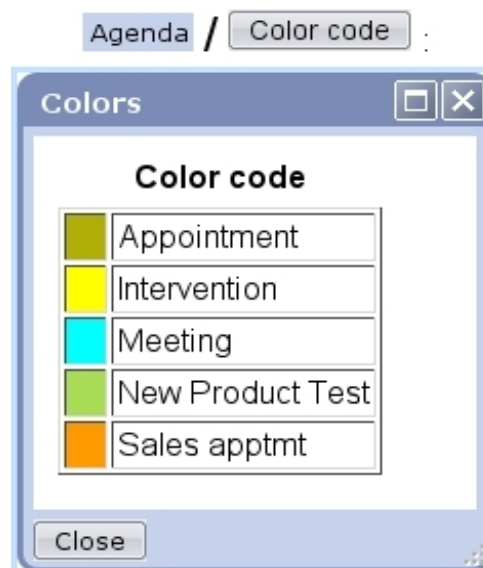 Agenda / Color code :
Colors
Color code
Appointment
Intervention
Meeting
New Product Test
Sales apptmt
Close